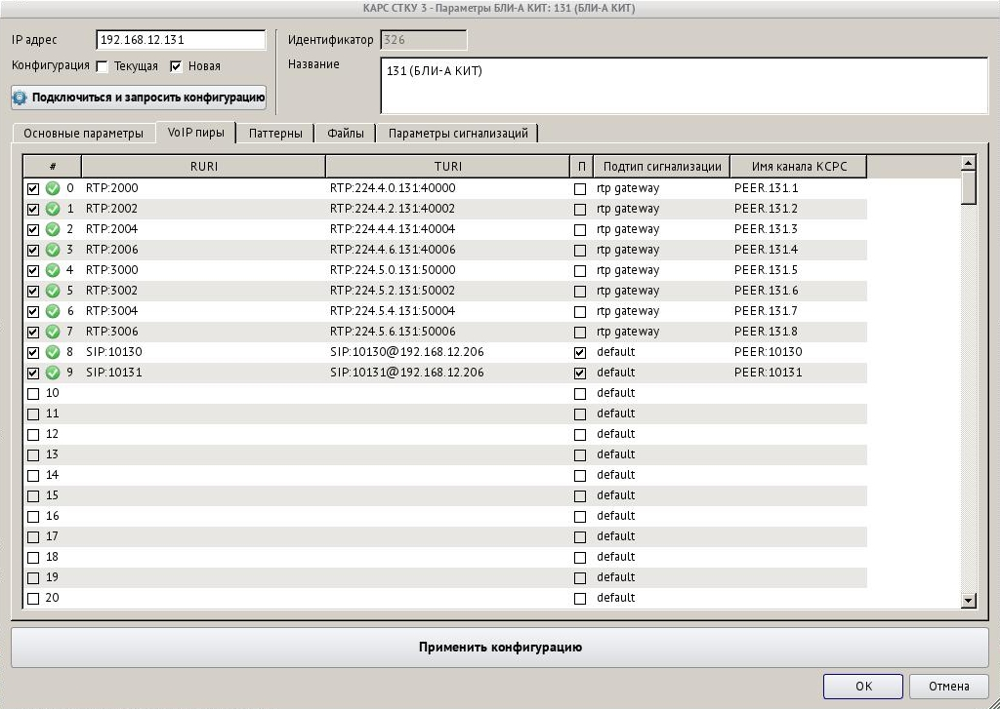 КАРС СТКУ 3 - Параметры БЛИ-А КИТ: 131 (БЛИ-А КИТ)
IP адрес 192.168.12.131 Идентификатор 326
Конфигурация Текущая Новая Название 131 (БЛИ-А КИТ)
Подключиться и запросить конфигурацию
Основные параметры VoIP пиры Паттерны Файлы Параметры сигнализаций
# RURI TURI П Подтип сигнализации Имя канала КСРС
0 RTP:2000 RTP:224.4.0.131:40000 rtp gateway PEER.131.1
1 RTP:2002 RTP:224.4.2.131:40002 rtp gateway PEER.131.2
2 RTP:2004 RTP:224.4.4.131:40004 rtp gateway PEER.131.3
3 RTP:2006 RTP:224.4.6.131:40006 rtp gateway PEER.131.4
4 RTP:3000 RTP:224.5.0.131:50000 rtp gateway PEER.131.5
5 RTP:3002 RTP:224.5.2.131:50002 rtp gateway PEER.131.6
6 RTP:3004 RTP:224.5.4.131:50004 rtp gateway PEER.131.7
7 RTP:3006 RTP:224.5.6.131:50006 rtp gateway PEER.131.8
8 SIP:10130 SIP:10130@192.168.12.206 default PEER:10130
9 SIP:10131 SIP:10131@192.168.12.206 default PEER:10131
10 default
11 default
12 default
13 default
14 default
15 default
16 default
17 default
18 default
19 default
20 default
Применить конфигурацию
OK Отмена